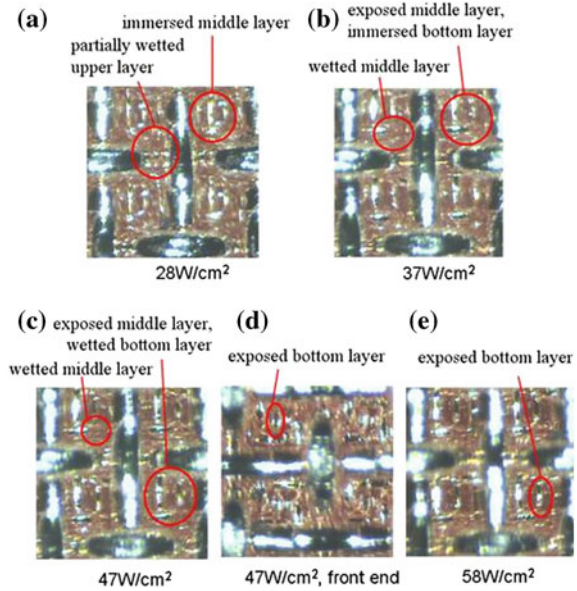 (a)
immersed middle layer
partially wetted
upper layer
28W/cm²
(b)
exposed middle layer,
immersed bottom layer
wetted middle layer
37W/cm²
(c)
exposed middle layer,
wetted bottom layer
wetted middle layer
47W/cm²
(d)
exposed bottom layer
47W/cm², front end
(e)
exposed bottom layer
58W/cm²